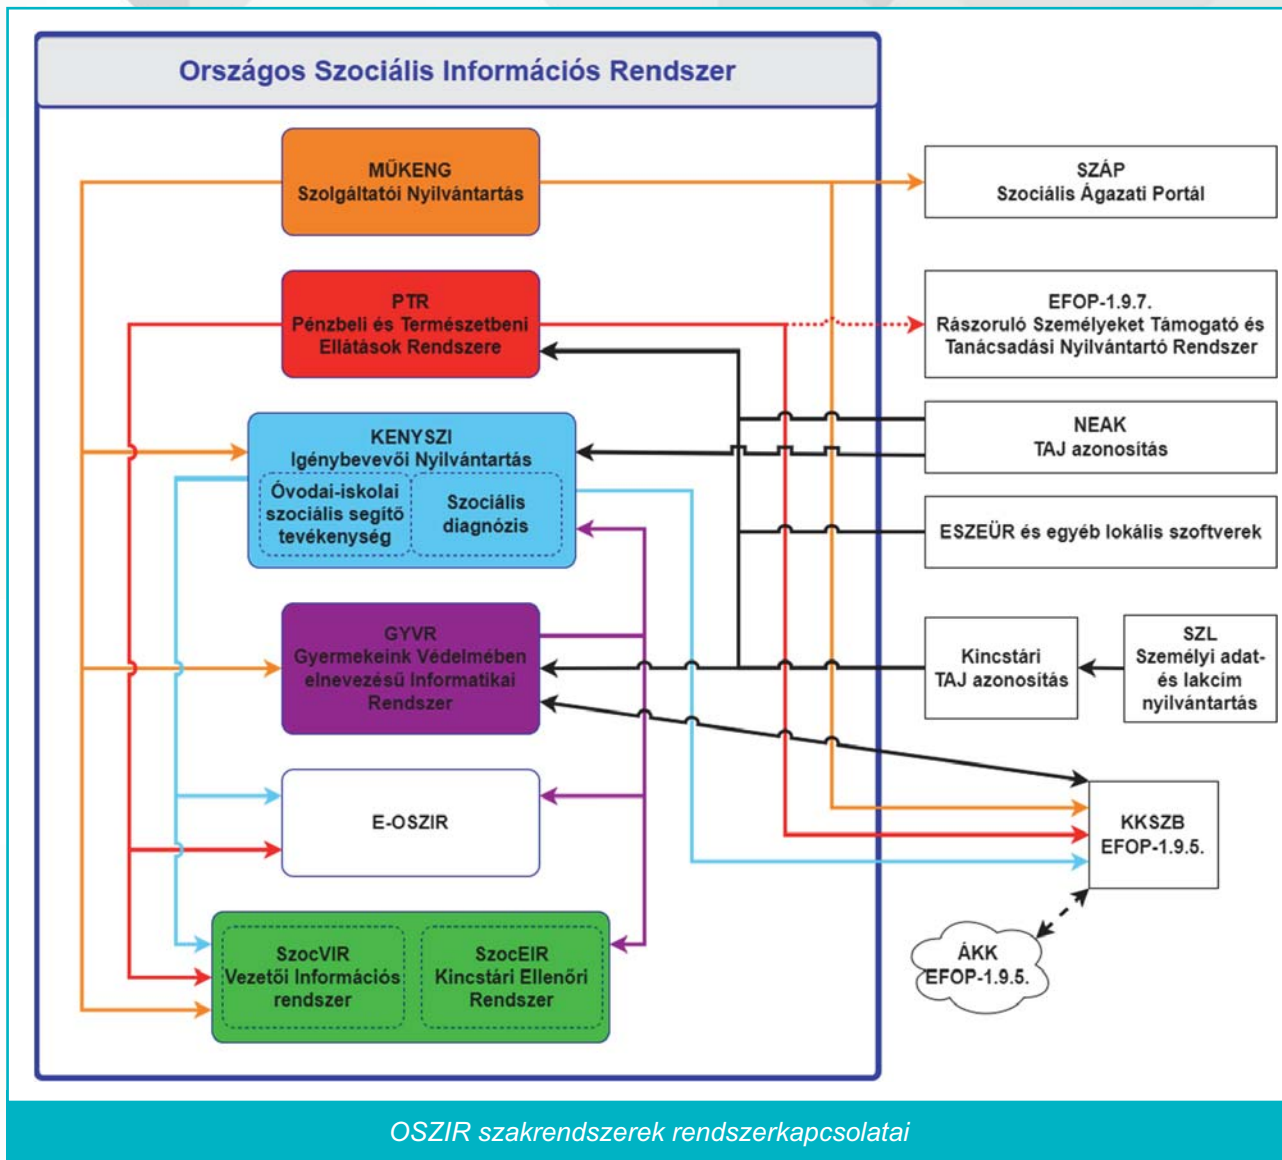 Országos Szociális Információs Rendszer
MŰKENG
Szolgáltatói Nyilvántartás
SZÁP
Szociális Ágazati Portál
PTR
Pénzbeli és Természetbeni
Ellátások Rendszere
EFOP-1.9.7.
Rászoruló Személyeket Támogató és
Tanácsadási Nyilvántartó Rendszer
KENYSZI
Igénybevevői Nyilvántartás
Óvodai-iskolai
szociális segítő
tevékenység
Szociális
diagnózis
NEAK
TAJ azonosítás
ESZEÜR és egyéb lokális szoftverek
GYVR
Gyermekeink Védelmében
elnevezésű Informatikai
Rendszer
Kincstári
TAJ azonosítás
SZL
Személyi adat-
és lakcím
nyilvántartás
E-OSZIR
KKSZB
EFOP-1.9.5.
SzocVIR
Vezetői Információs
rendszer
SzocEIR
Kincstári Ellenőri
Rendszer
ÁKK
EFOP-1.9.5.
OSZIR szakrendszerek rendszerkapcsolatai